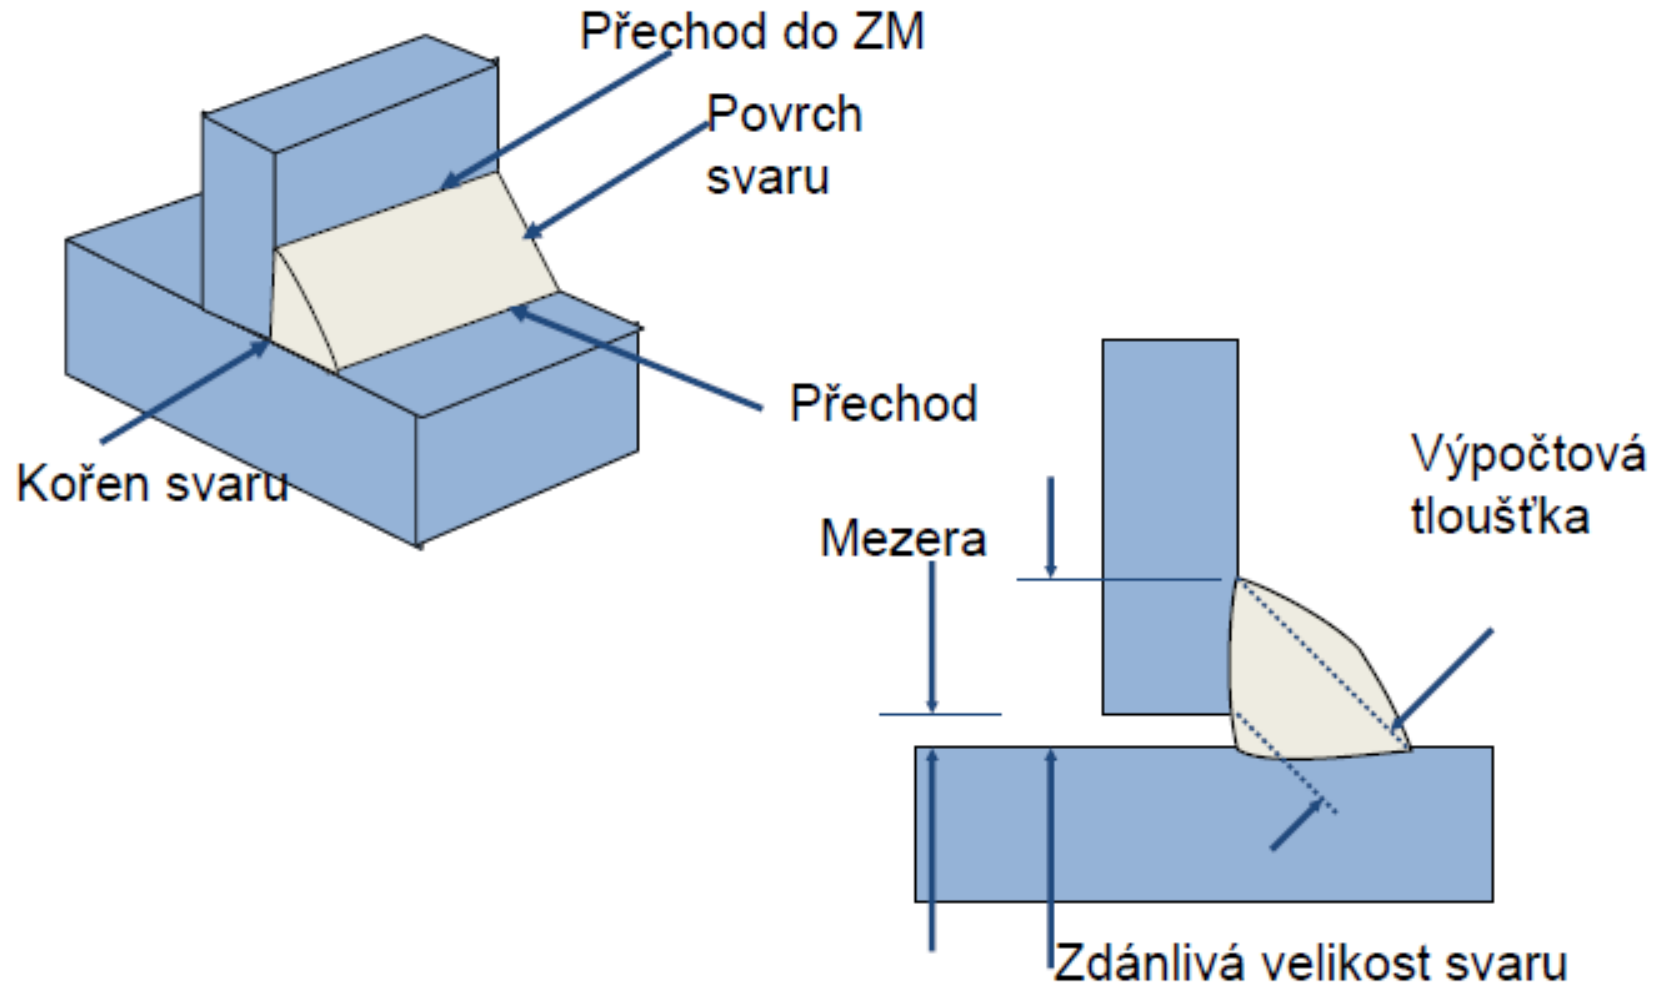 Přechod do ZM
Povrch
svaru
Přechod
Kořen svaru
Výpočtová
tloušťka
Mezera
Zdánlivá velikost svaru